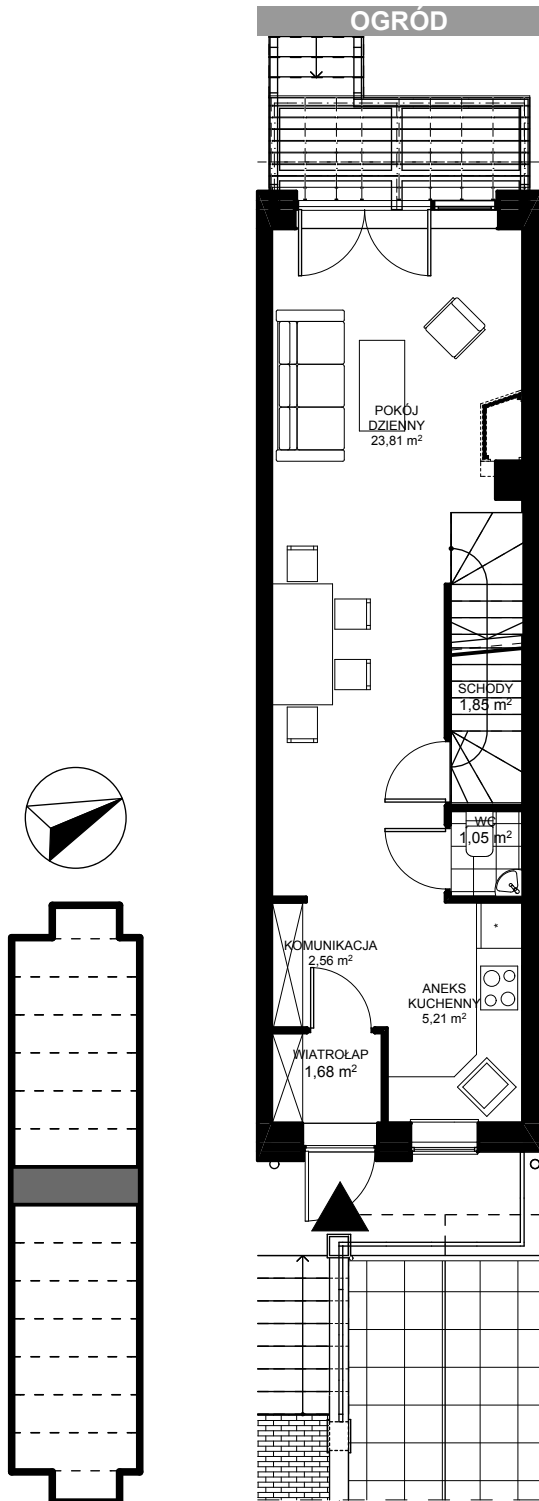 OGRÓD
POKÓJ
DZIENNY
23,81 m²
SCHODY
1,85 m²
WC
1,05 m²
KOMUNIKACJA
2,56 m²
ANEKS
KUCHENNY
5,21 m²
WIATROŁAP
1,68 m²